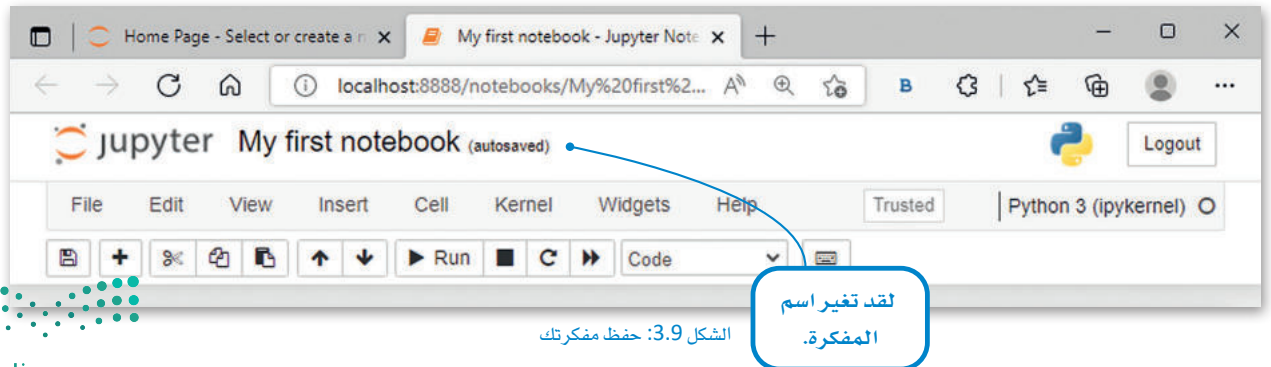 Home Page - Select or create a n
My first notebook - Jupyter Note
localhost:8888/notebooks/My%20first%2...
B
jupyter My first notebook (autosaved)
Logout
File Edit View Insert Cell Kernel Widgets Help Trusted Python 3 (ipykernel)
Run Code
لقد تغير اسم
المفكرة.
الشكل 3.9: حفظ مفكرتك